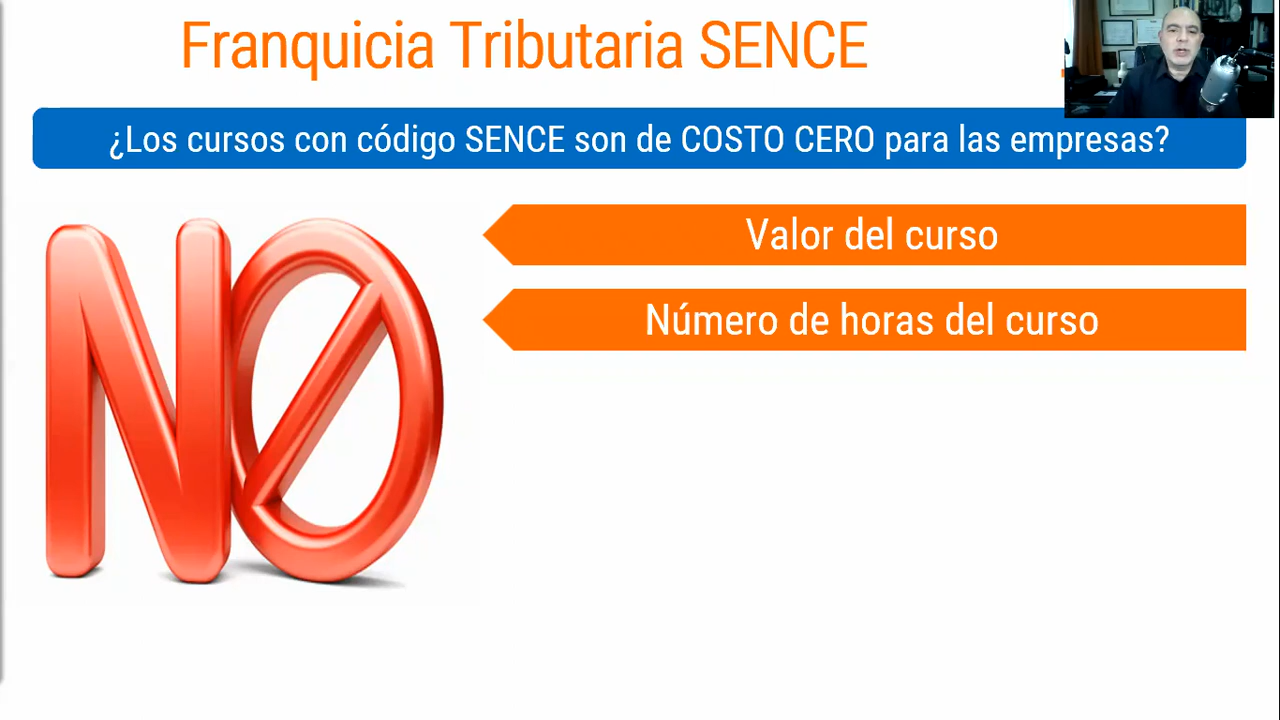 Franquicia Tributaria SENCE
¿Los cursos con código SENCE son de COSTO CERO para las empresas?
NO
Valor del curso
Número de horas del curso